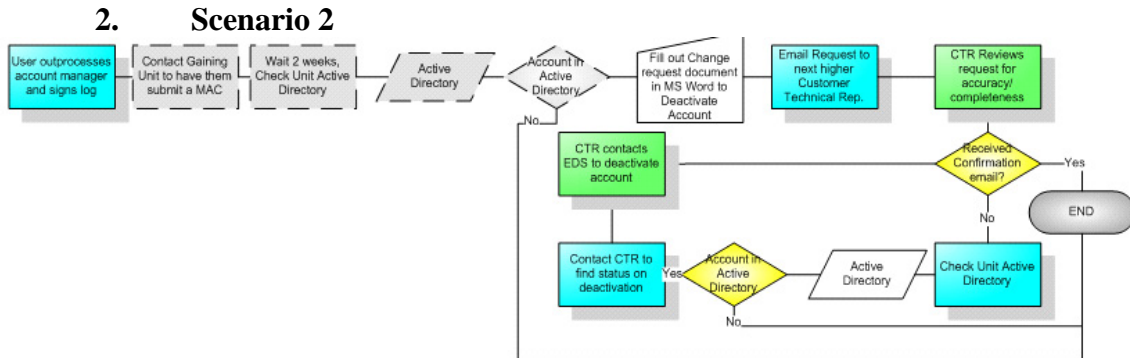 2. Scenario 2
User outprocesses
account manager
and signs log
Contact Gaining
Unit to have them
submit a MAC
Wait 2 weeks,
Check Unit Active
Directory
Active
Directory
Account in
Active
Directory
No
Fill out Change
request document
in MS Word to
Deactivate
Account
Email Request to
next higher
Customer
Technical Rep.
CTR Reviews
request for
accuracy/
completeness
Received
Confirmation
email?
Yes
END
No
CTR contacts
EDS to deactivate
account
Contact CTR to
find status on
deactivation
Yes
Account in
Active
Directory
No
Active
Directory
Check Unit Active
Directory